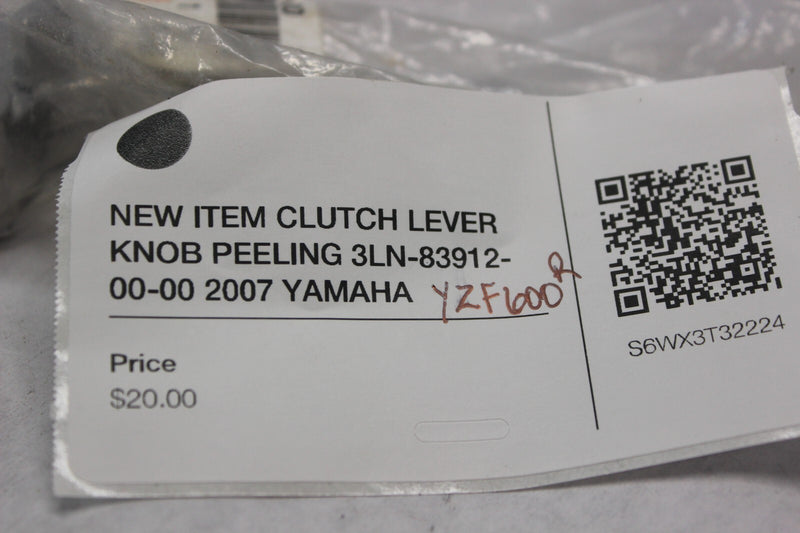 NEW ITEM CLUTCH LEVER
KNOB PEELING 3LN-83912-
00-00 2007 YAMAHA YZF600R
Price
$20.00
S6WX3T32224